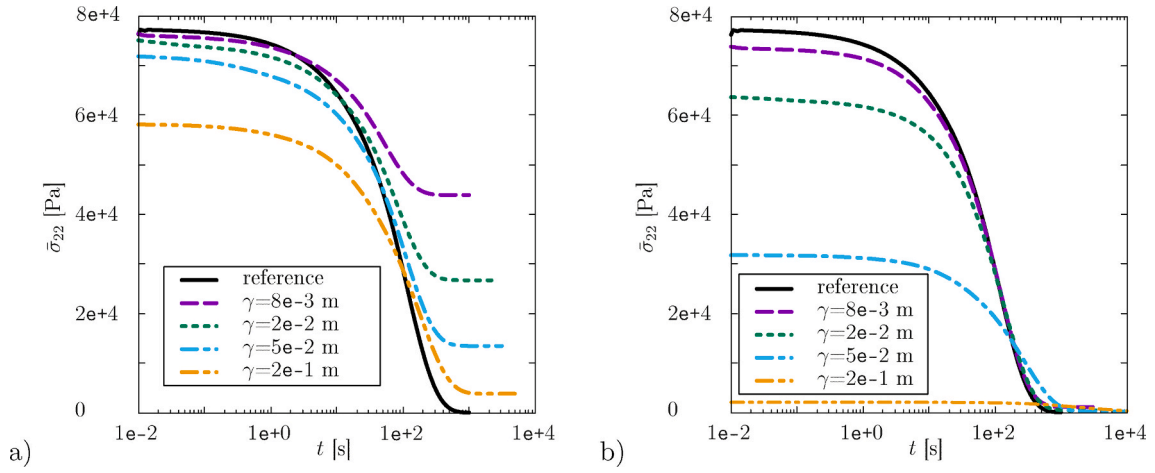 8e+4
6e+4
4e+4
2e+4
0
σ̄₂₂ [Pa]
reference
γ=8e-3 m
γ=2e-2 m
γ=5e-2 m
γ=2e-1 m
1e-2
1e+0
1e+2
1e+4
t [s]
a)
8e+4
6e+4
4e+4
2e+4
0
σ̄₂₂ [Pa]
reference
γ=8e-3 m
γ=2e-2 m
γ=5e-2 m
γ=2e-1 m
1e-2
1e+0
1e+2
1e+4
t [s]
b)